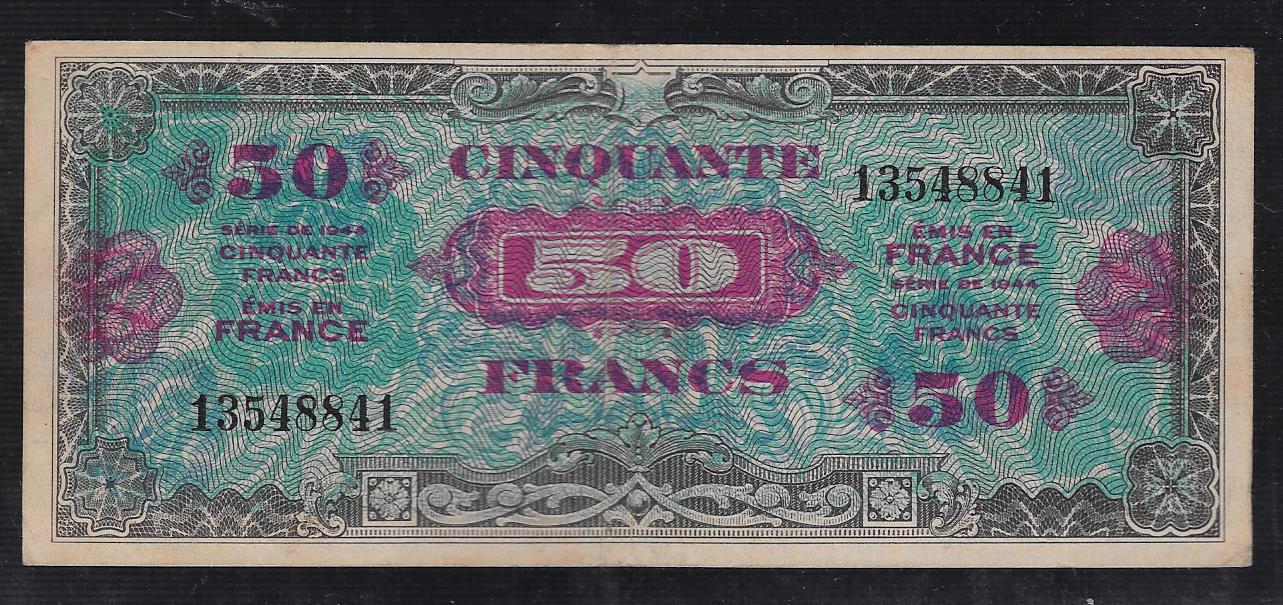 50
CINQUANTE
13548841
SÉRIE DE 1944
CINQUANTE
FRANCS
ÉMIS EN
FRANCE
50
ÉMIS EN
FRANCE
SÉRIE DE 1944
CINQUANTE
FRANCS
FRANCS
50
13548841